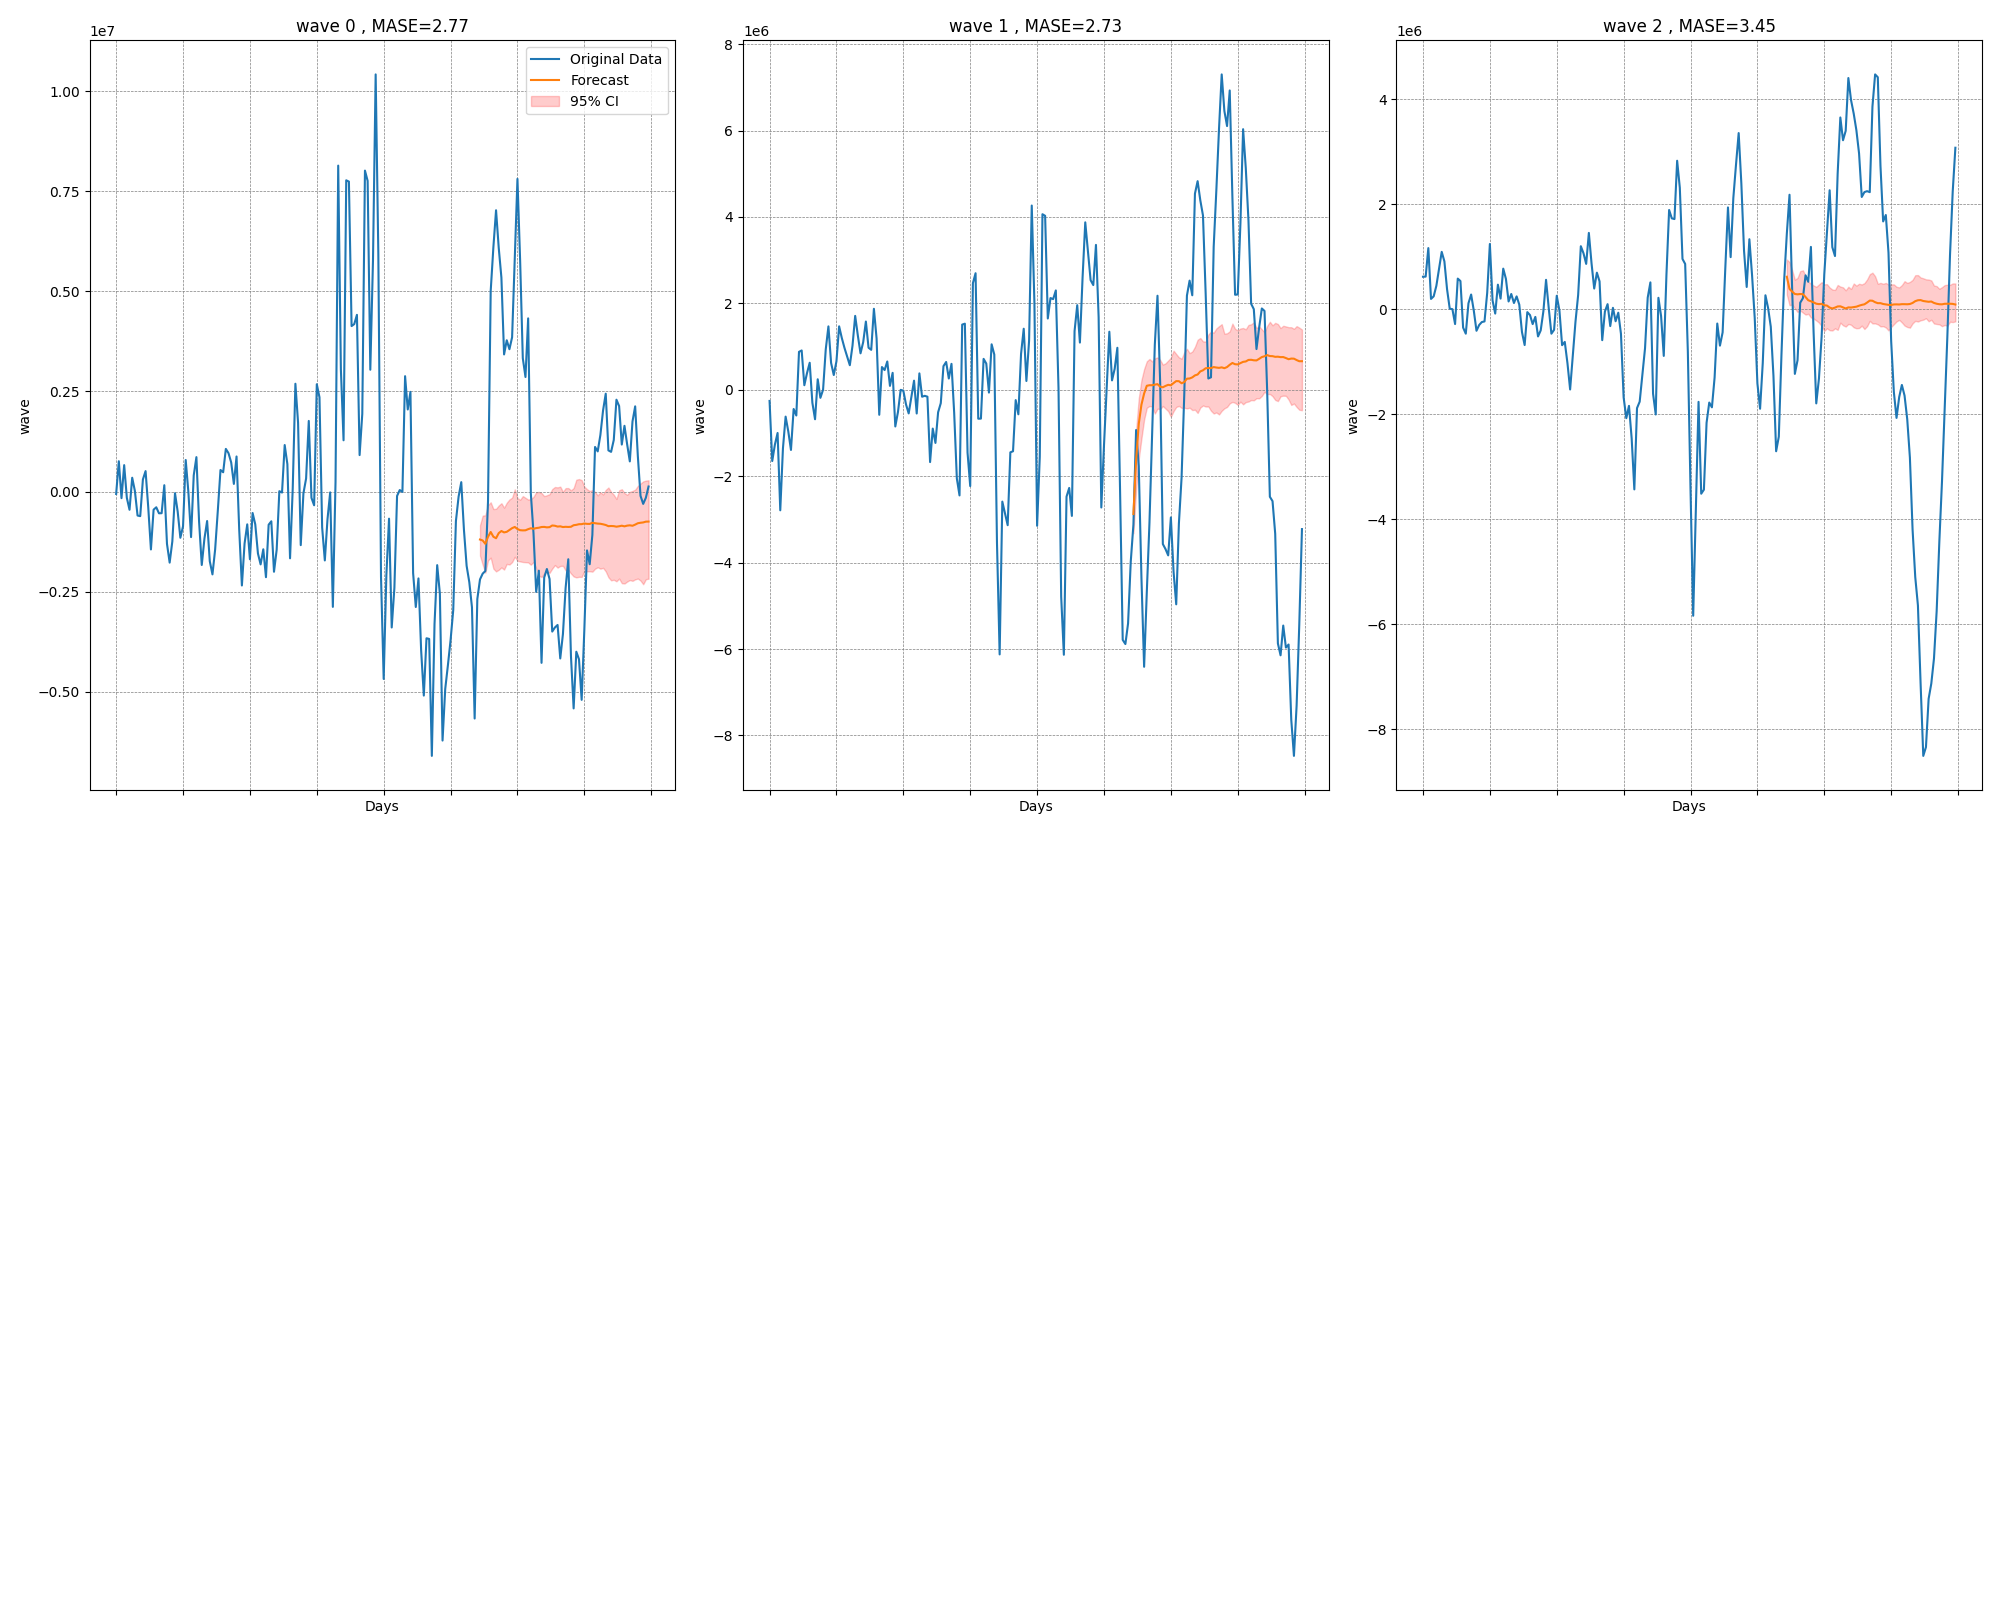 wave 0 , MASE=2.77
1e7
1.00
0.75
0.50
0.25
0.00
−0.25
−0.50
wave
Days
Original Data
Forecast
95% CI
wave 1 , MASE=2.73
1e6
8
6
4
2
0
−2
−4
−6
−8
wave
Days
wave 2 , MASE=3.45
1e6
4
2
0
−2
−4
−6
−8
wave
Days